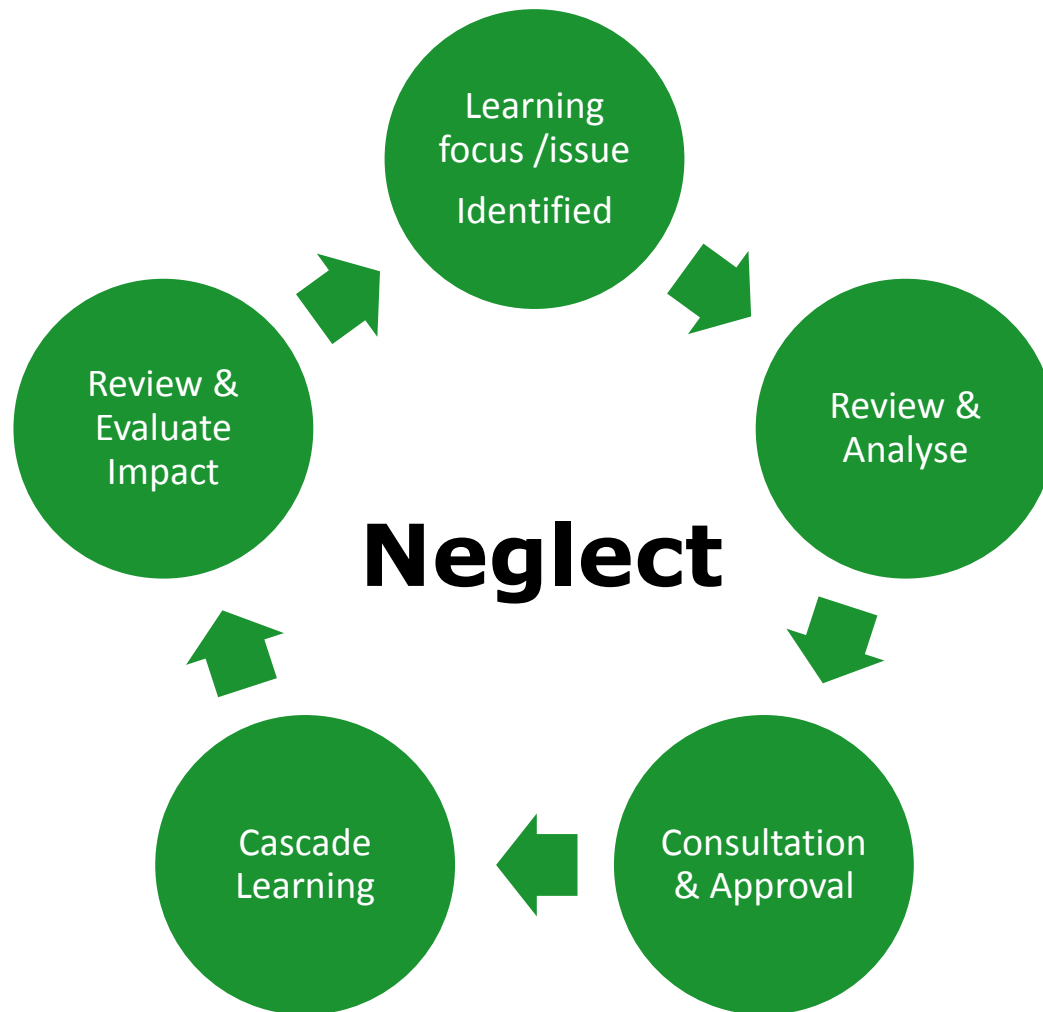 Learning
focus /issue
Identified
Review &
Analyse
Consultation
& Approval
Cascade
Learning
Review &
Evaluate
Impact
Neglect